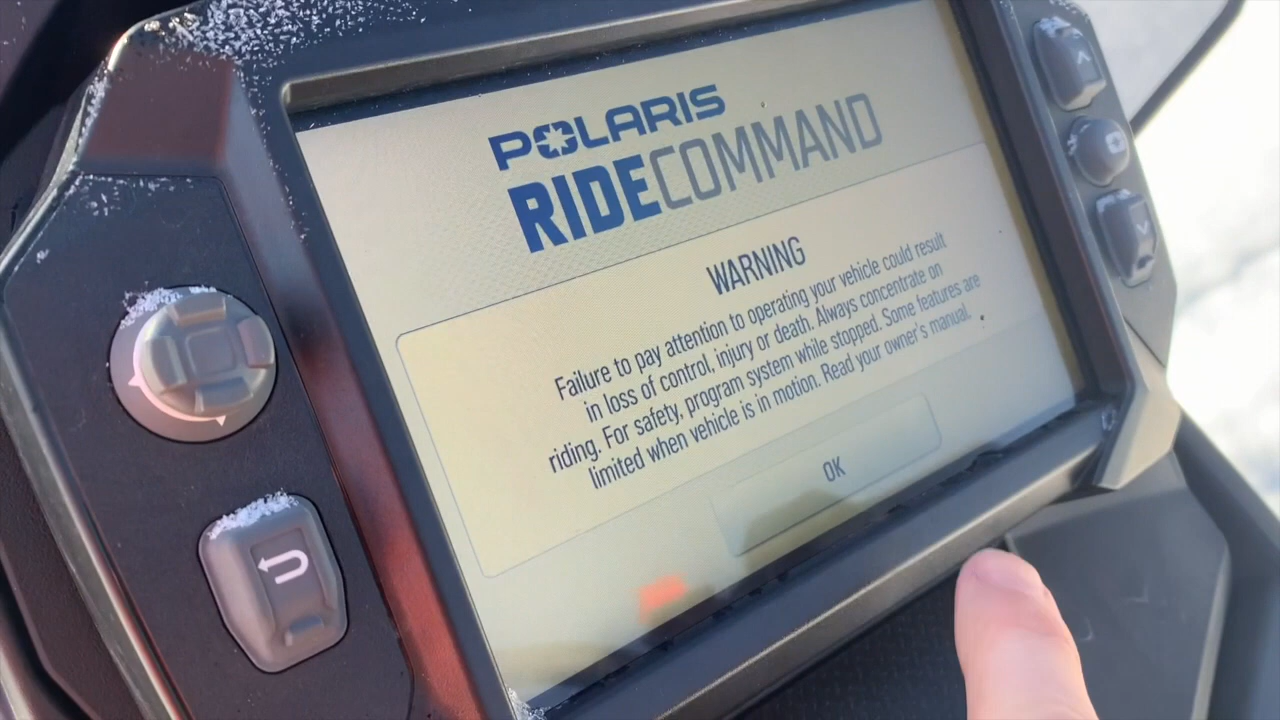 POLARIS
RIDECOMMAND
WARNING
Failure to pay attention to operating your vehicle could result
in loss of control, injury or death. Always concentrate on
riding. For safety, program system while stopped. Some features are
limited when vehicle is in motion. Read your owner's manual.
OK